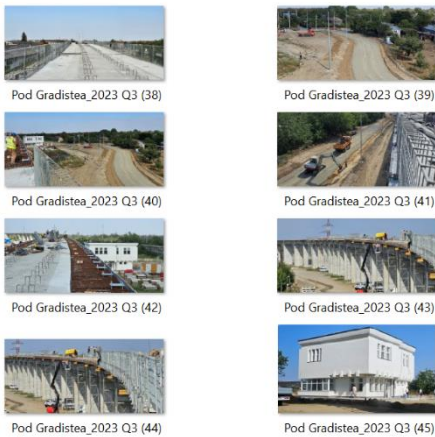 Pod Gradistea_2023 Q3 (38)
Pod Gradistea_2023 Q3 (39)
Pod Gradistea_2023 Q3 (40)
Pod Gradistea_2023 Q3 (41)
Pod Gradistea_2023 Q3 (42)
Pod Gradistea_2023 Q3 (43)
Pod Gradistea_2023 Q3 (44)
Pod Gradistea_2023 Q3 (45)